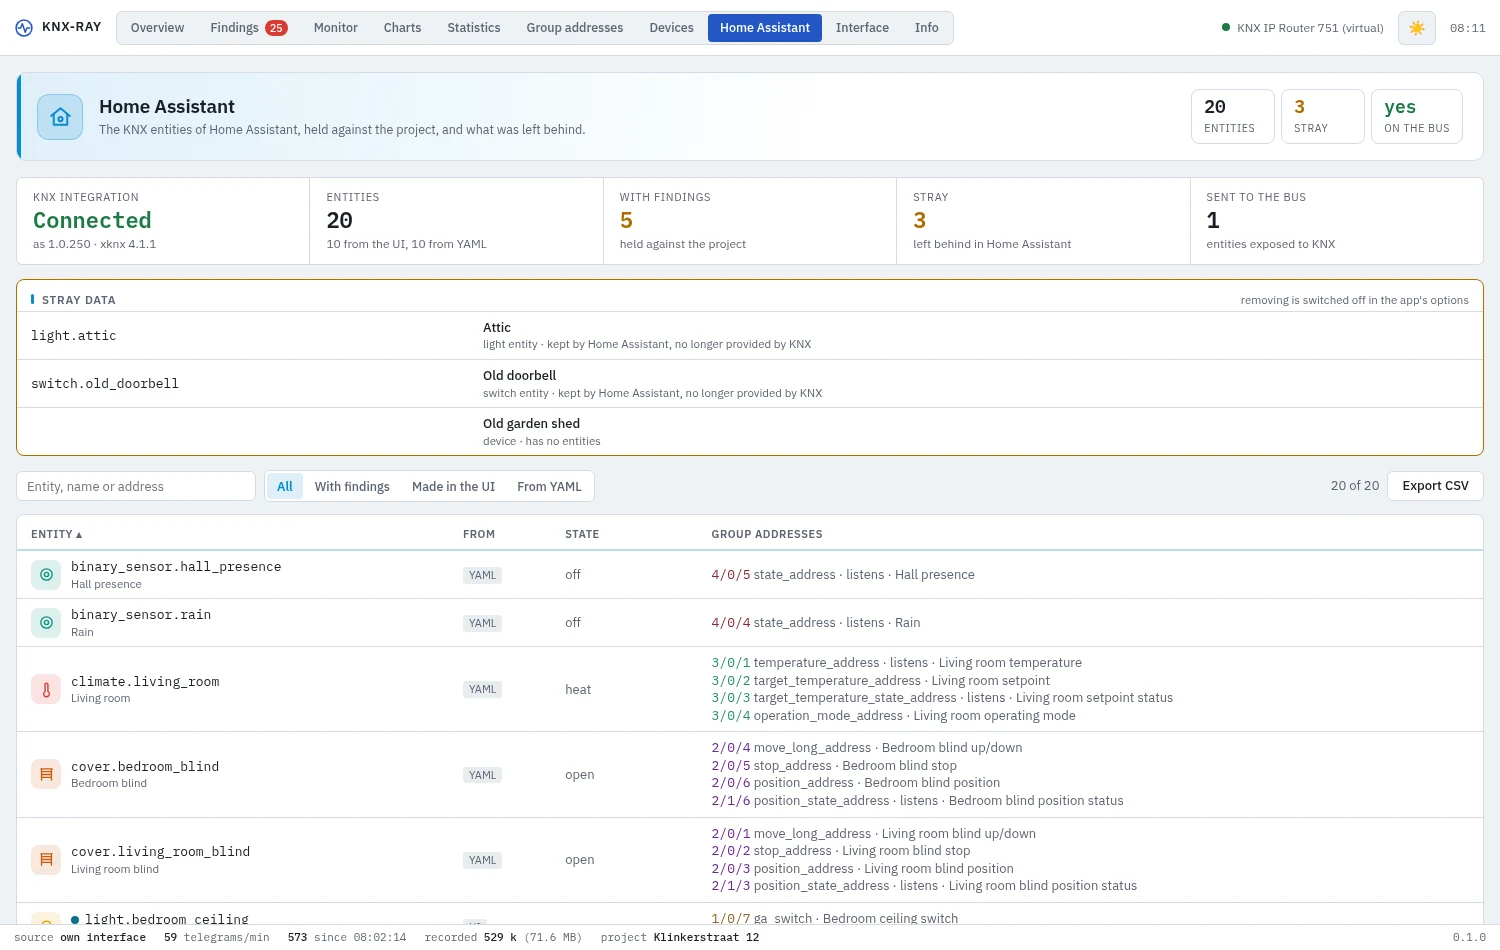 KNX-RAY
Overview
Findings 25
Monitor
Charts
Statistics
Group addresses
Devices
Home Assistant
Interface
Info
KNX IP Router 751 (virtual)
08:11
Home Assistant
The KNX entities of Home Assistant, held against the project, and what was left behind.
20
ENTITIES
3
STRAY
yes
ON THE BUS
KNX INTEGRATION
Connected
as 1.0.250 · xknx 4.1.1
ENTITIES
20
10 from the UI, 10 from YAML
WITH FINDINGS
5
held against the project
STRAY
3
left behind in Home Assistant
SENT TO THE BUS
1
entities exposed to KNX
STRAY DATA
removing is switched off in the app's options
light.attic
Attic
light entity · kept by Home Assistant, no longer provided by KNX
switch.old_doorbell
Old doorbell
switch entity · kept by Home Assistant, no longer provided by KNX
Old garden shed
device · has no entities
Entity, name or address
All
With findings
Made in the UI
From YAML
20 of 20
Export CSV
ENTITY ▲
FROM
STATE
GROUP ADDRESSES
binary_sensor.hall_presence
Hall presence
YAML
off
4/0/5 state_address · listens · Hall presence
binary_sensor.rain
Rain
YAML
off
4/0/4 state_address · listens · Rain
climate.living_room
Living room
YAML
heat
3/0/1 temperature_address · listens · Living room temperature
3/0/2 target_temperature_address · Living room setpoint
3/0/3 target_temperature_state_address · listens · Living room setpoint status
3/0/4 operation_mode_address · Living room operating mode
cover.bedroom_blind
Bedroom blind
YAML
open
2/0/4 move_long_address · Bedroom blind up/down
2/0/5 stop_address · Bedroom blind stop
2/0/6 position_address · Bedroom blind position
2/1/6 position_state_address · listens · Bedroom blind position status
cover.living_room_blind
Living room blind
YAML
open
2/0/1 move_long_address · Living room blind up/down
2/0/2 stop_address · Living room blind stop
2/0/3 position_address · Living room blind position
2/1/3 position_state_address · listens · Living room blind position status
light.bedroom_ceiling
1/0/7 ga_switch · Bedroom ceiling switch
source own interface
59 telegrams/min
573 since 08:02:14
recorded 529 k (71.6 MB)
project Klinkerstraat 12
0.1.0